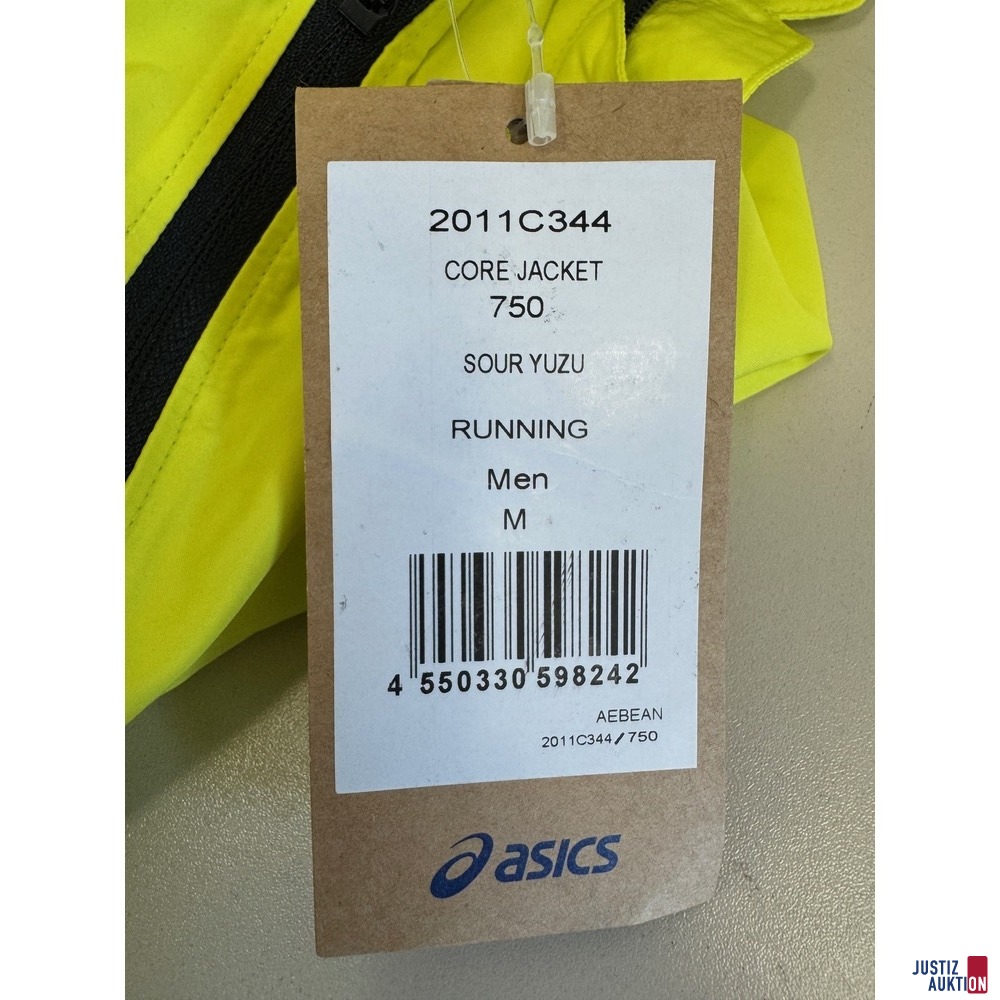 2011C344
CORE JACKET
750
SOUR YUZU
RUNNING
Men
M
4 550330 598242
AEBEAN
2011C344/750
asics
JUSTIZ
AUKTION